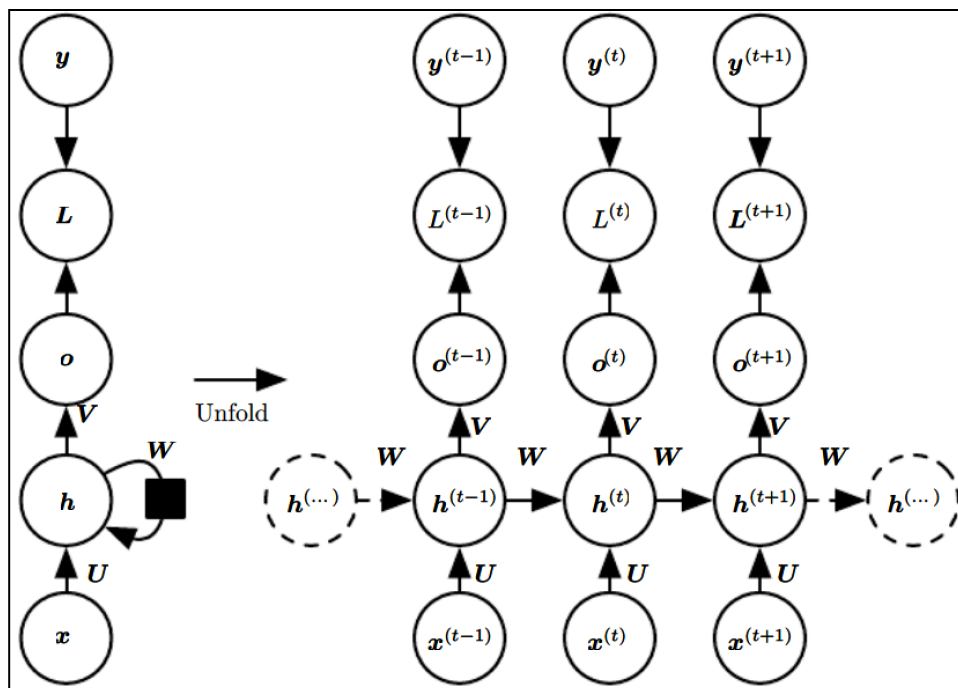 y y^(t−1) y^(t) y^(t+1)
L L^(t−1) L^(t) L^(t+1)
o o^(t−1) o^(t) o^(t+1)
Unfold
V V V V
W W W W W
h h^(...) h^(t−1) h^(t) h^(t+1) h^(...)
U U U U
x x^(t−1) x^(t) x^(t+1)